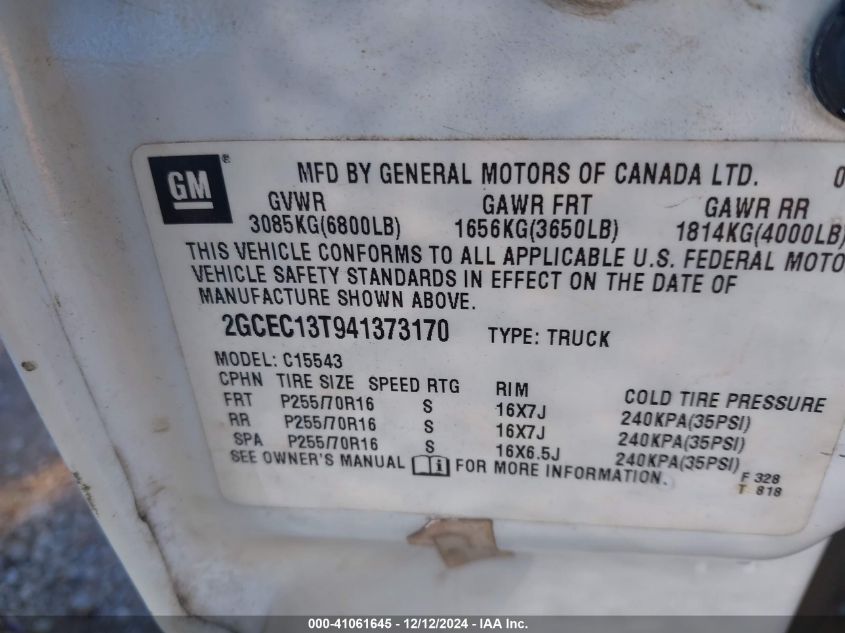 GM® MFD BY GENERAL MOTORS OF CANADA LTD. 0
GVWR GAWR FRT GAWR RR
3085KG(6800LB) 1656KG(3650LB) 1814KG(4000LB)
THIS VEHICLE CONFORMS TO ALL APPLICABLE U.S. FEDERAL MOTO
VEHICLE SAFETY STANDARDS IN EFFECT ON THE DATE OF
MANUFACTURE SHOWN ABOVE.
2GCEC13T941373170 TYPE: TRUCK
MODEL: C15543
CPHN TIRE SIZE SPEED RTG RIM COLD TIRE PRESSURE
FRT P255/70R16 S 16X7J 240KPA(35PSI)
RR P255/70R16 S 16X7J 240KPA(35PSI)
SPA P255/70R16 S 16X6.5J 240KPA(35PSI)
SEE OWNER'S MANUAL FOR MORE INFORMATION.
F 328
T 818
000-41061645 - 12/12/2024 - IAA Inc.